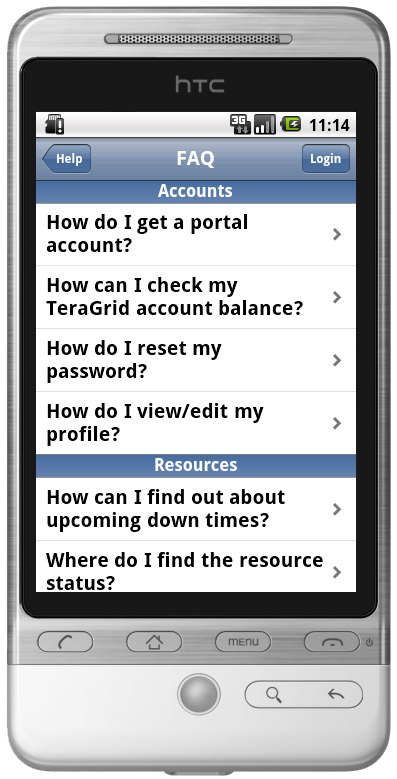 hTC
3G
11:14
Help
FAQ
Login
Accounts
How do I get a portal
account?
How can I check my
TeraGrid account balance?
How do I reset my
password?
How do I view/edit my
profile?
Resources
How can I find out about
upcoming down times?
Where do I find the resource
status?
MENU